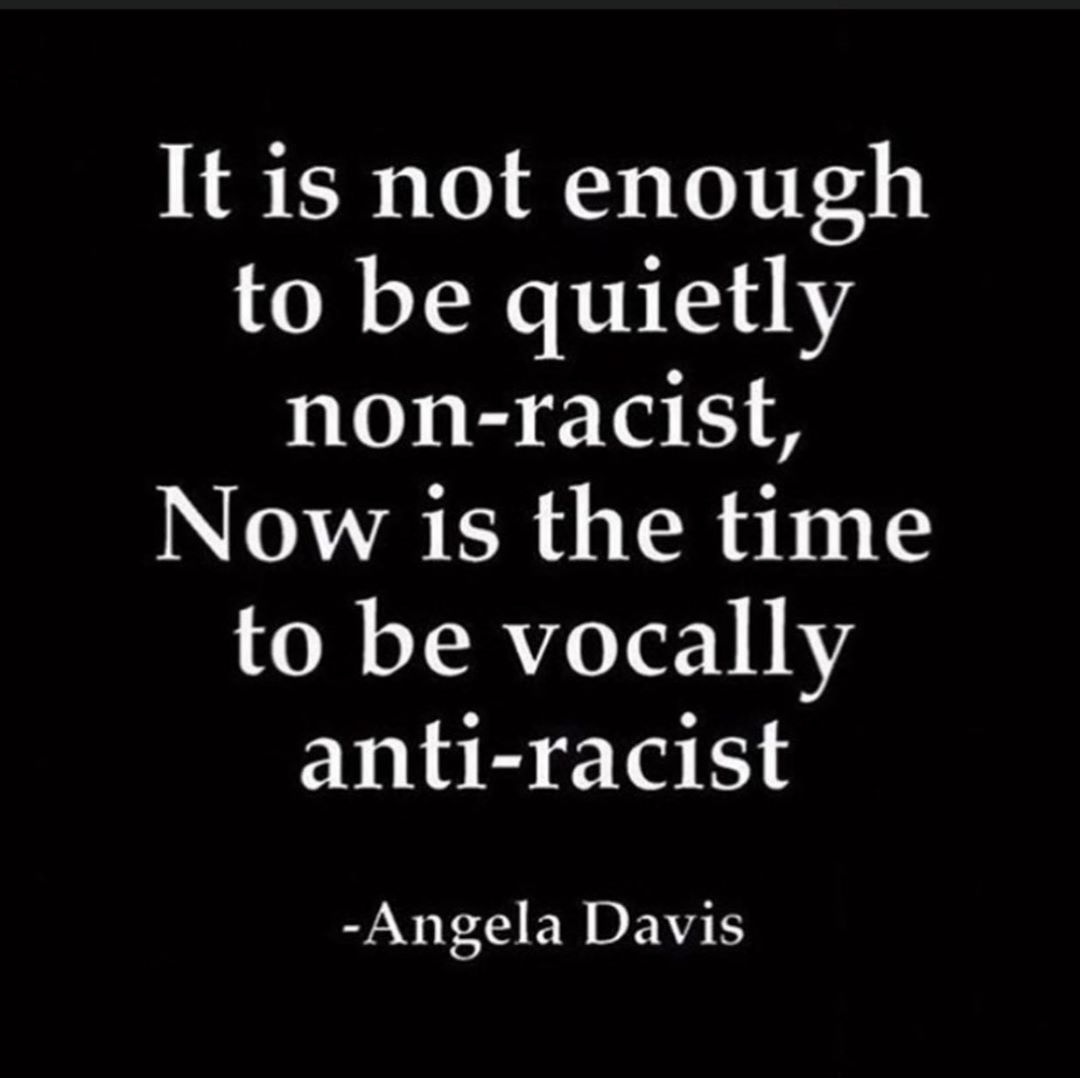 It is not enough
to be quietly
non-racist,
Now is the time
to be vocally
anti-racist
-Angela Davis